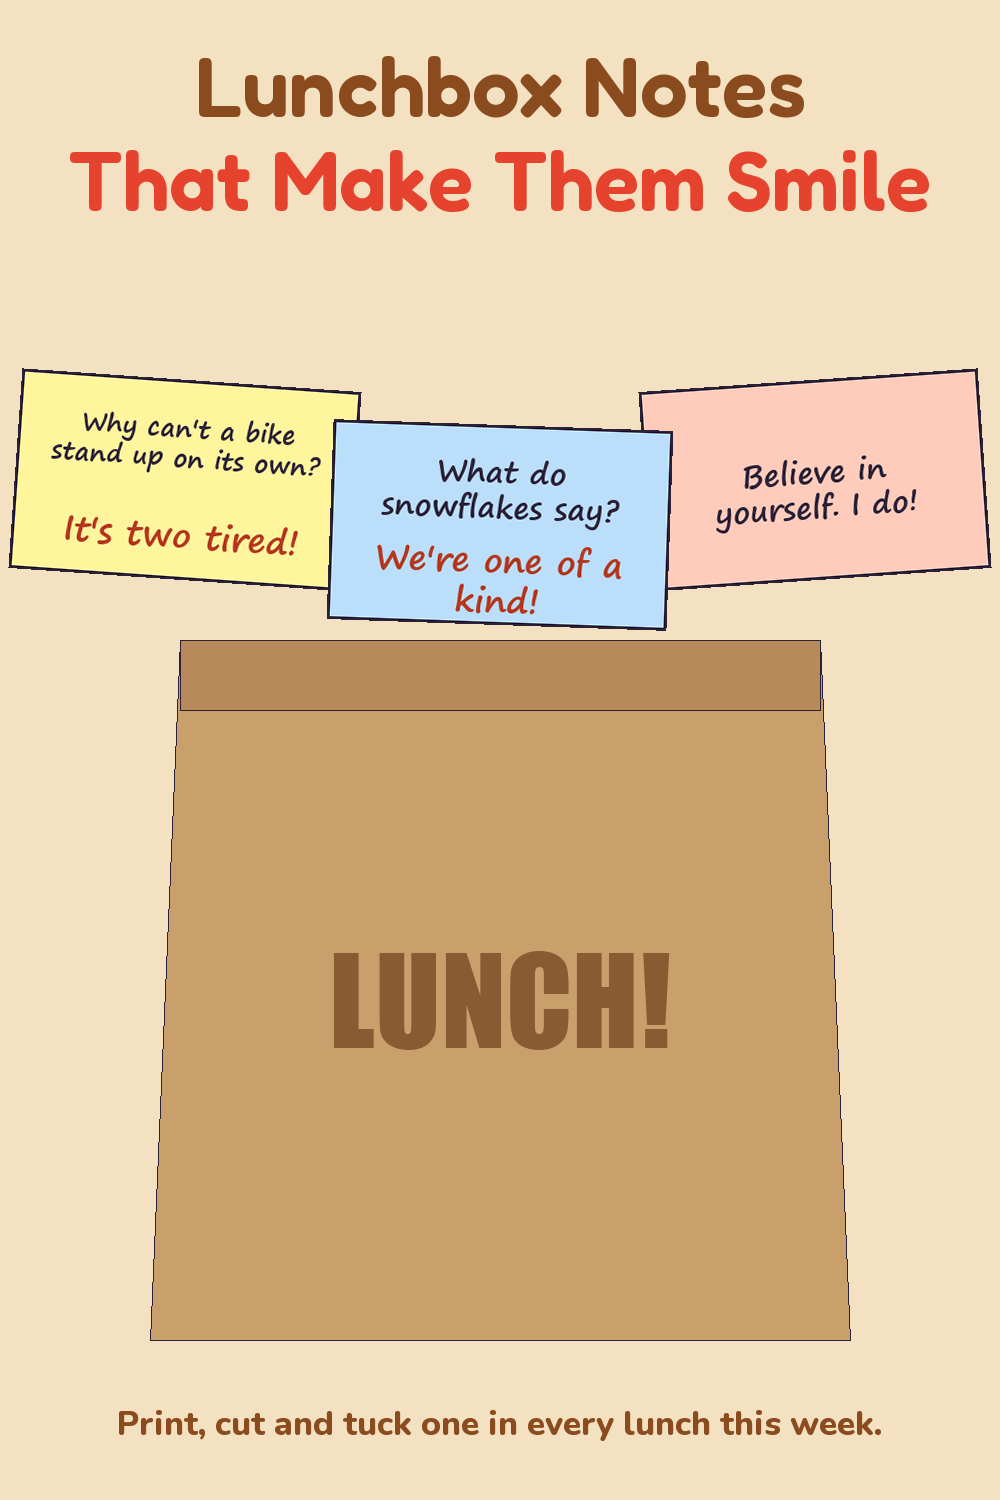 Lunchbox Notes
That Make Them Smile
Why can't a bike
stand up on its own?
It's two tired!
What do
snowflakes say?
We're one of a
kind!
Believe in
yourself. I do!
LUNCH!
Print, cut and tuck one in every lunch this week.